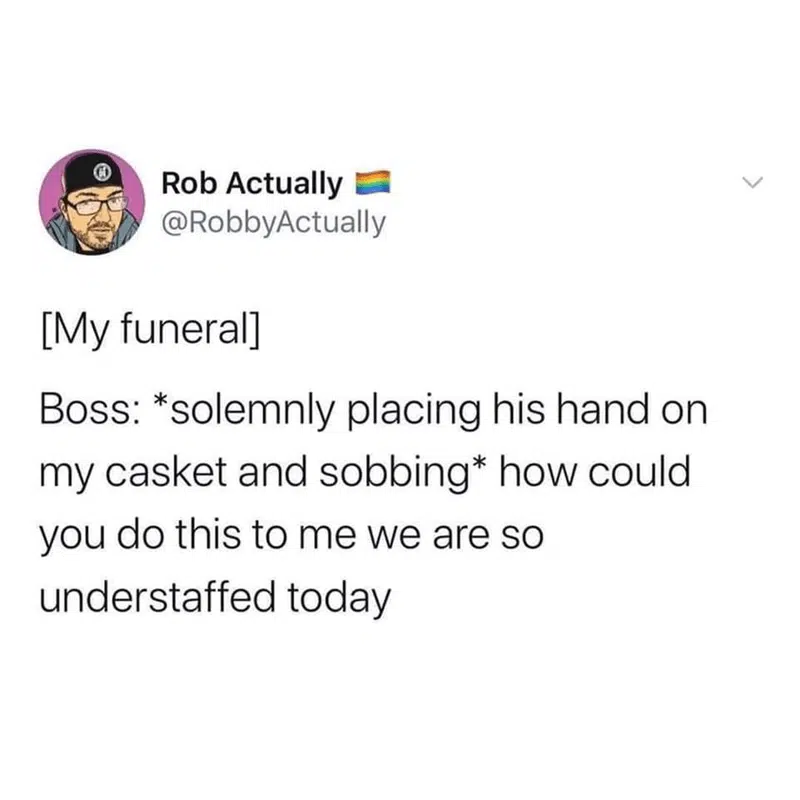 Rob Actually 🏳️‍🌈
@RobbyActually
[My funeral]
Boss: *solemnly placing his hand on
my casket and sobbing* how could
you do this to me we are so
understaffed today